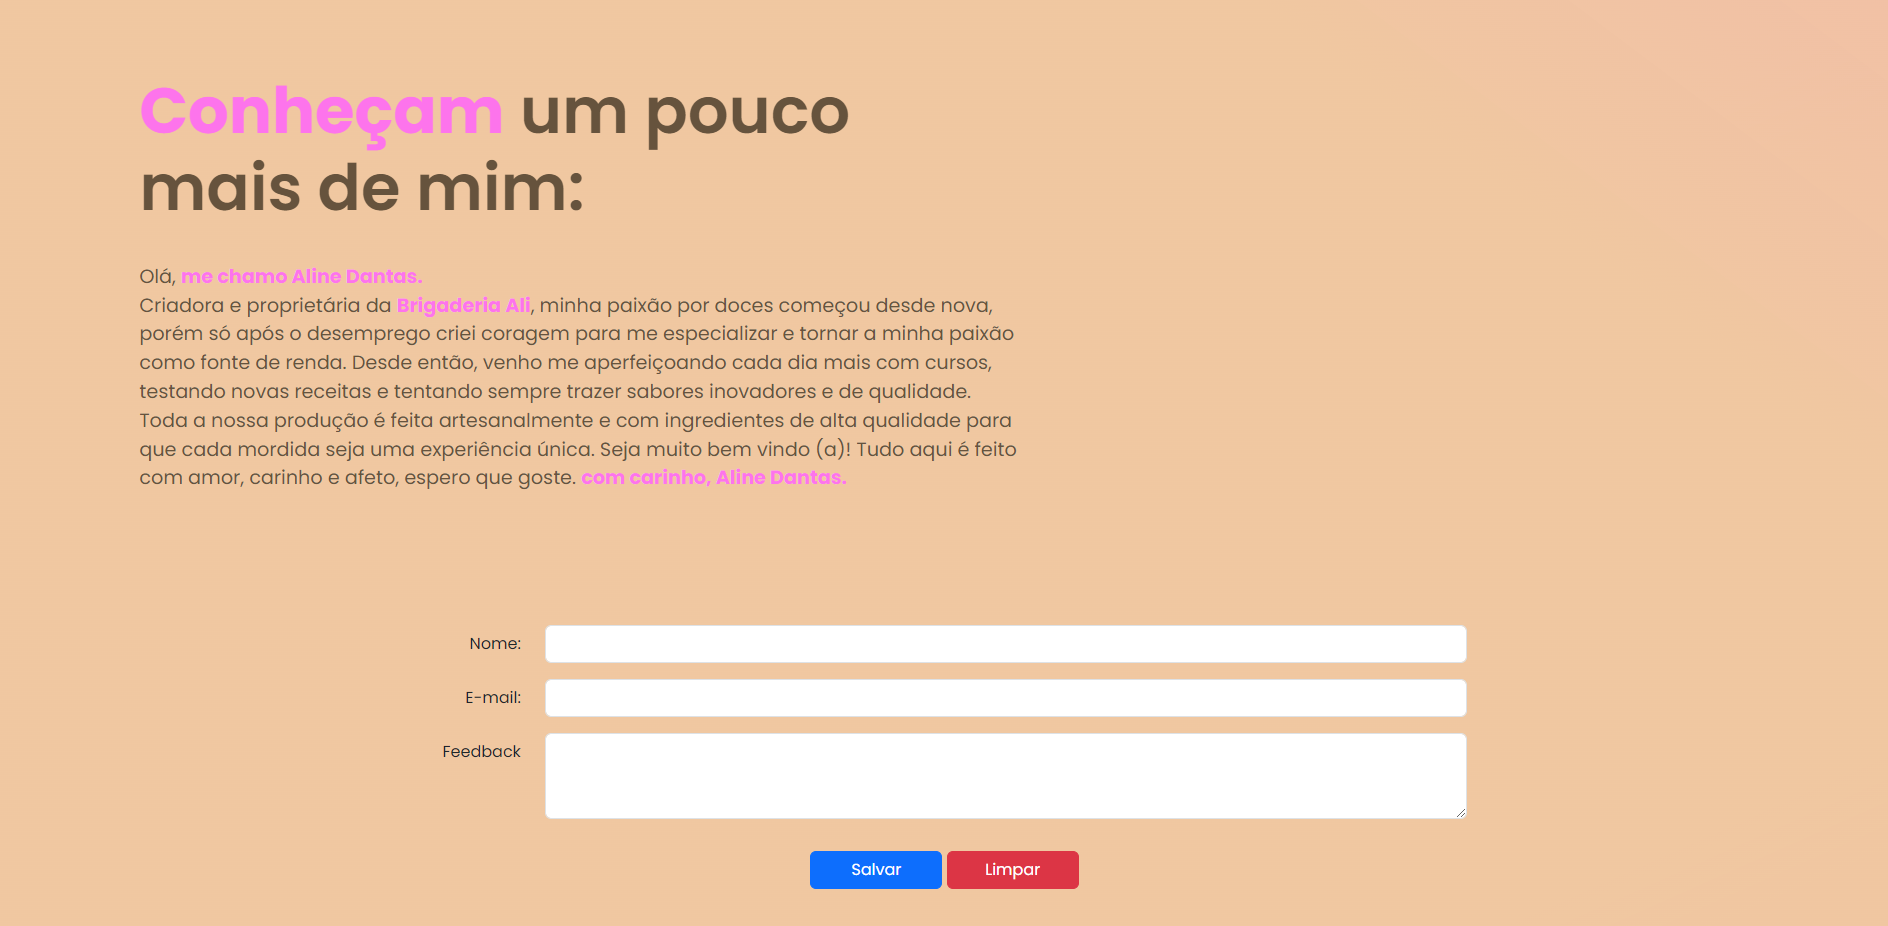 Conheçam um pouco
mais de mim:
Olá, me chamo Aline Dantas.
Criadora e proprietária da Brigaderia Ali, minha paixão por doces começou desde nova,
porém só após o desemprego criei coragem para me especializar e tornar a minha paixão
como fonte de renda. Desde então, venho me aperfeiçoando cada dia mais com cursos,
testando novas receitas e tentando sempre trazer sabores inovadores e de qualidade.
Toda a nossa produção é feita artesanalmente e com ingredientes de alta qualidade para
que cada mordida seja uma experiência única. Seja muito bem vindo (a)! Tudo aqui é feito
com amor, carinho e afeto, espero que goste. com carinho, Aline Dantas.
Nome:
E-mail:
Feedback
Salvar Limpar